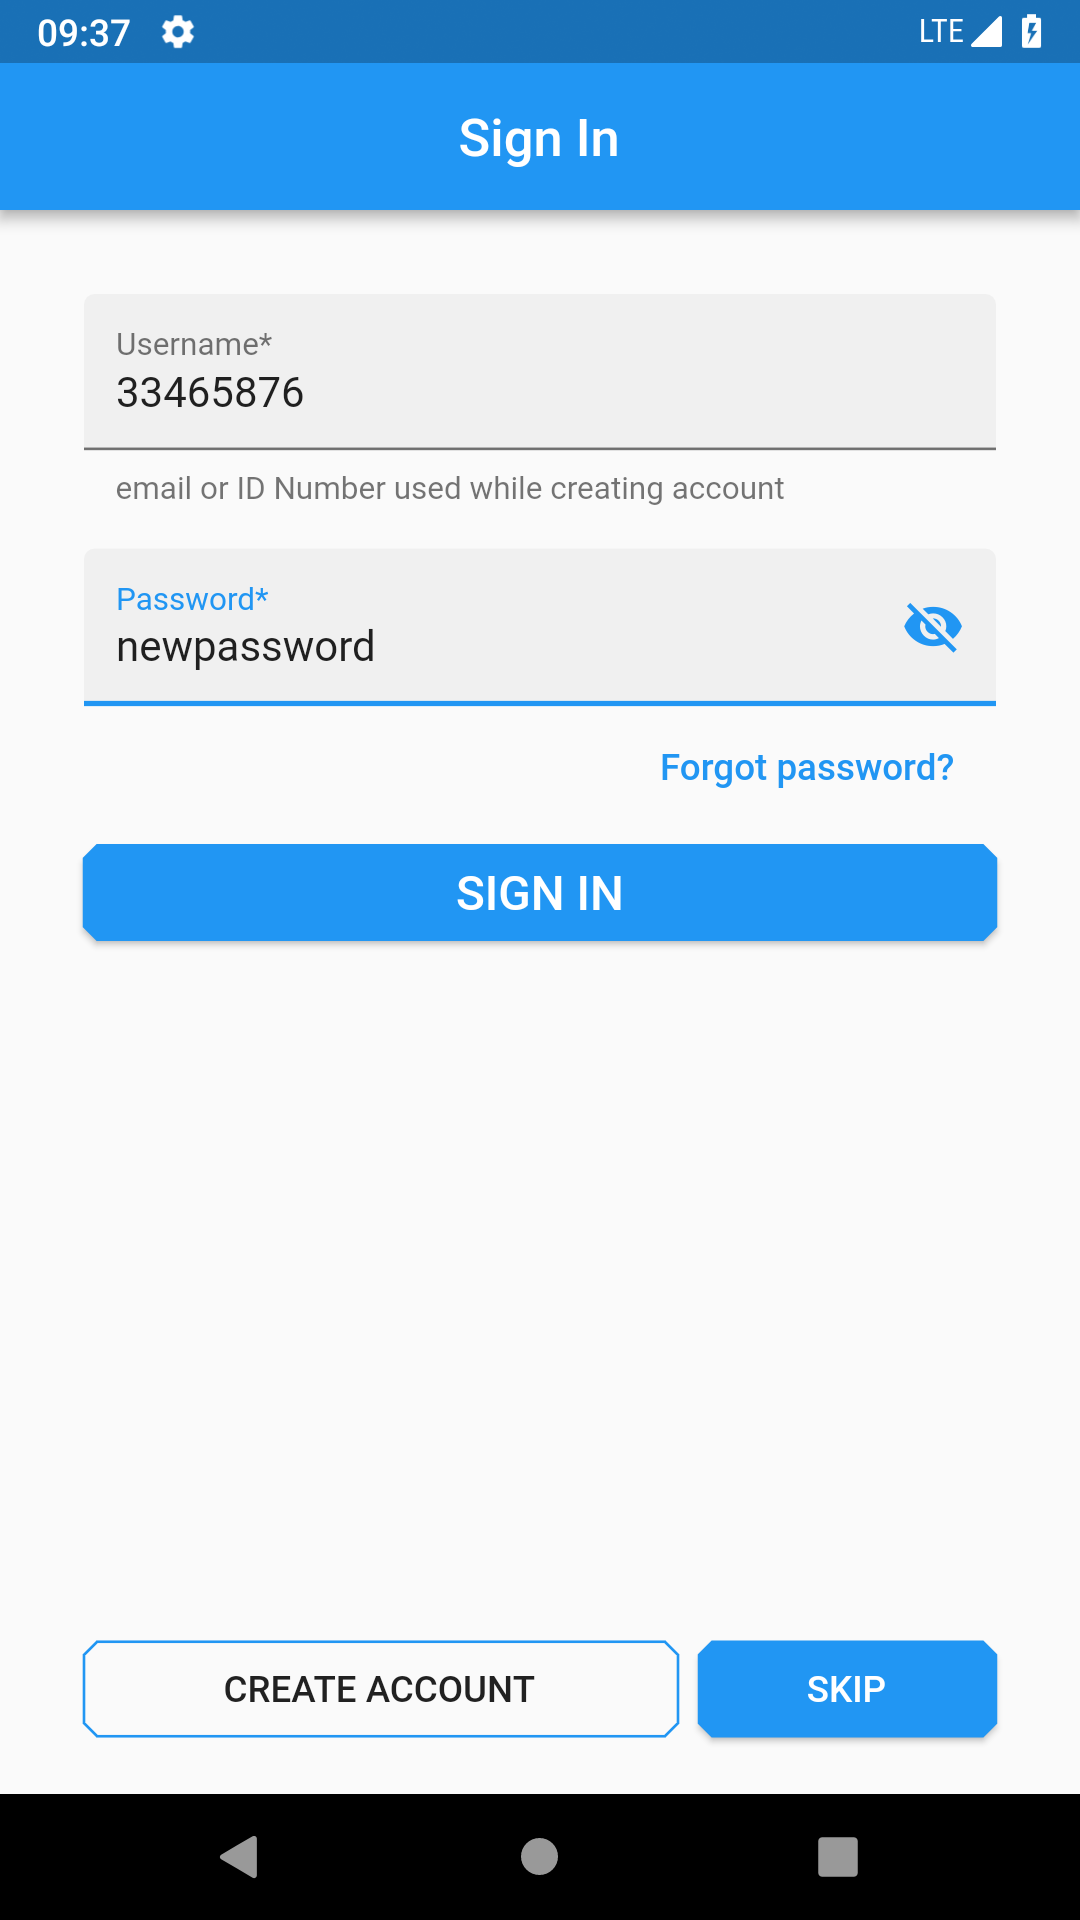 09:37 LTE
Sign In
Username*
33465876
email or ID Number used while creating account
Password*
newpassword
Forgot password?
SIGN IN
CREATE ACCOUNT SKIP